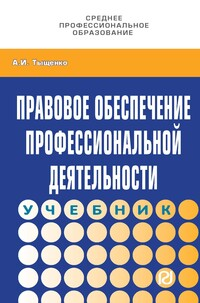 СРЕДНЕЕ
ПРОФЕССИОНАЛЬНОЕ
ОБРАЗОВАНИЕ
А.И. Тыщенко
ПРАВОВОЕ ОБЕСПЕЧЕНИЕ
ПРОФЕССИОНАЛЬНОЙ
ДЕЯТЕЛЬНОСТИ
УЧЕБНИК